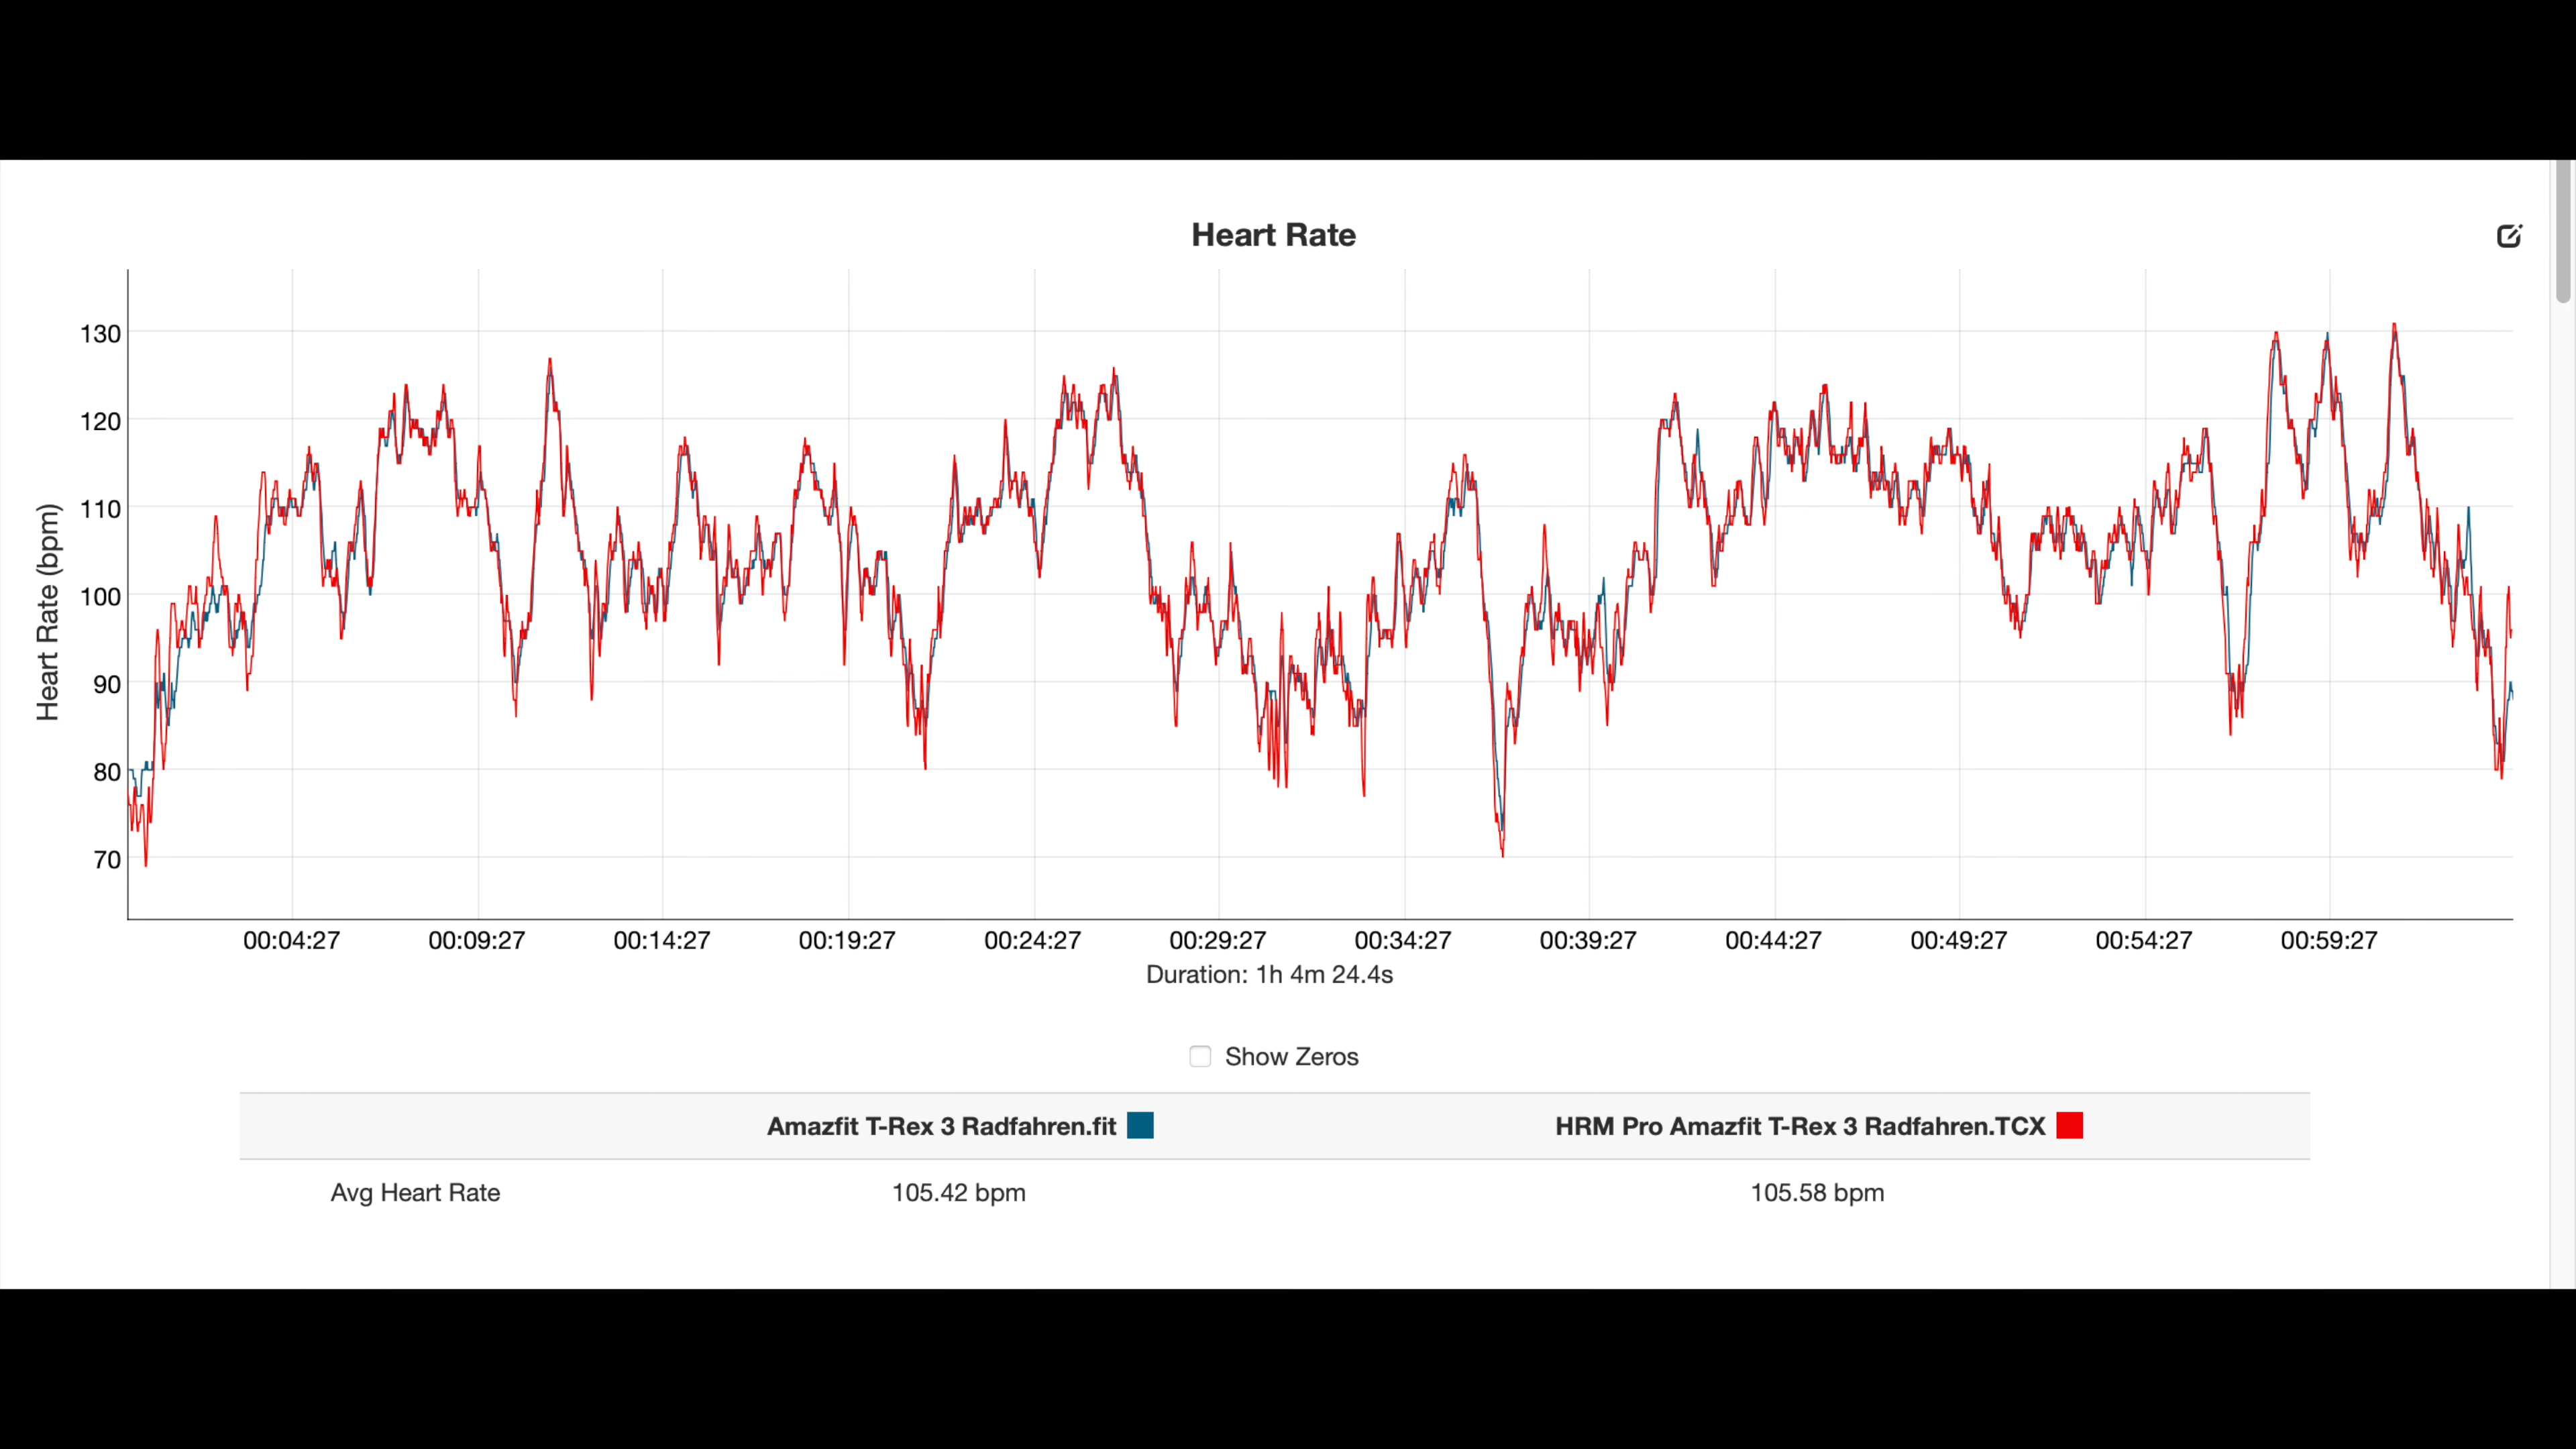 Heart Rate
Heart Rate (bpm)
130
120
110
100
90
80
70
00:04:27 00:09:27 00:14:27 00:19:27 00:24:27 00:29:27 00:34:27 00:39:27 00:44:27 00:49:27 00:54:27 00:59:27
Duration: 1h 4m 24.4s
Show Zeros
Amazfit T-Rex 3 Radfahren.fit HRM Pro Amazfit T-Rex 3 Radfahren.TCX
Avg Heart Rate 105.42 bpm 105.58 bpm